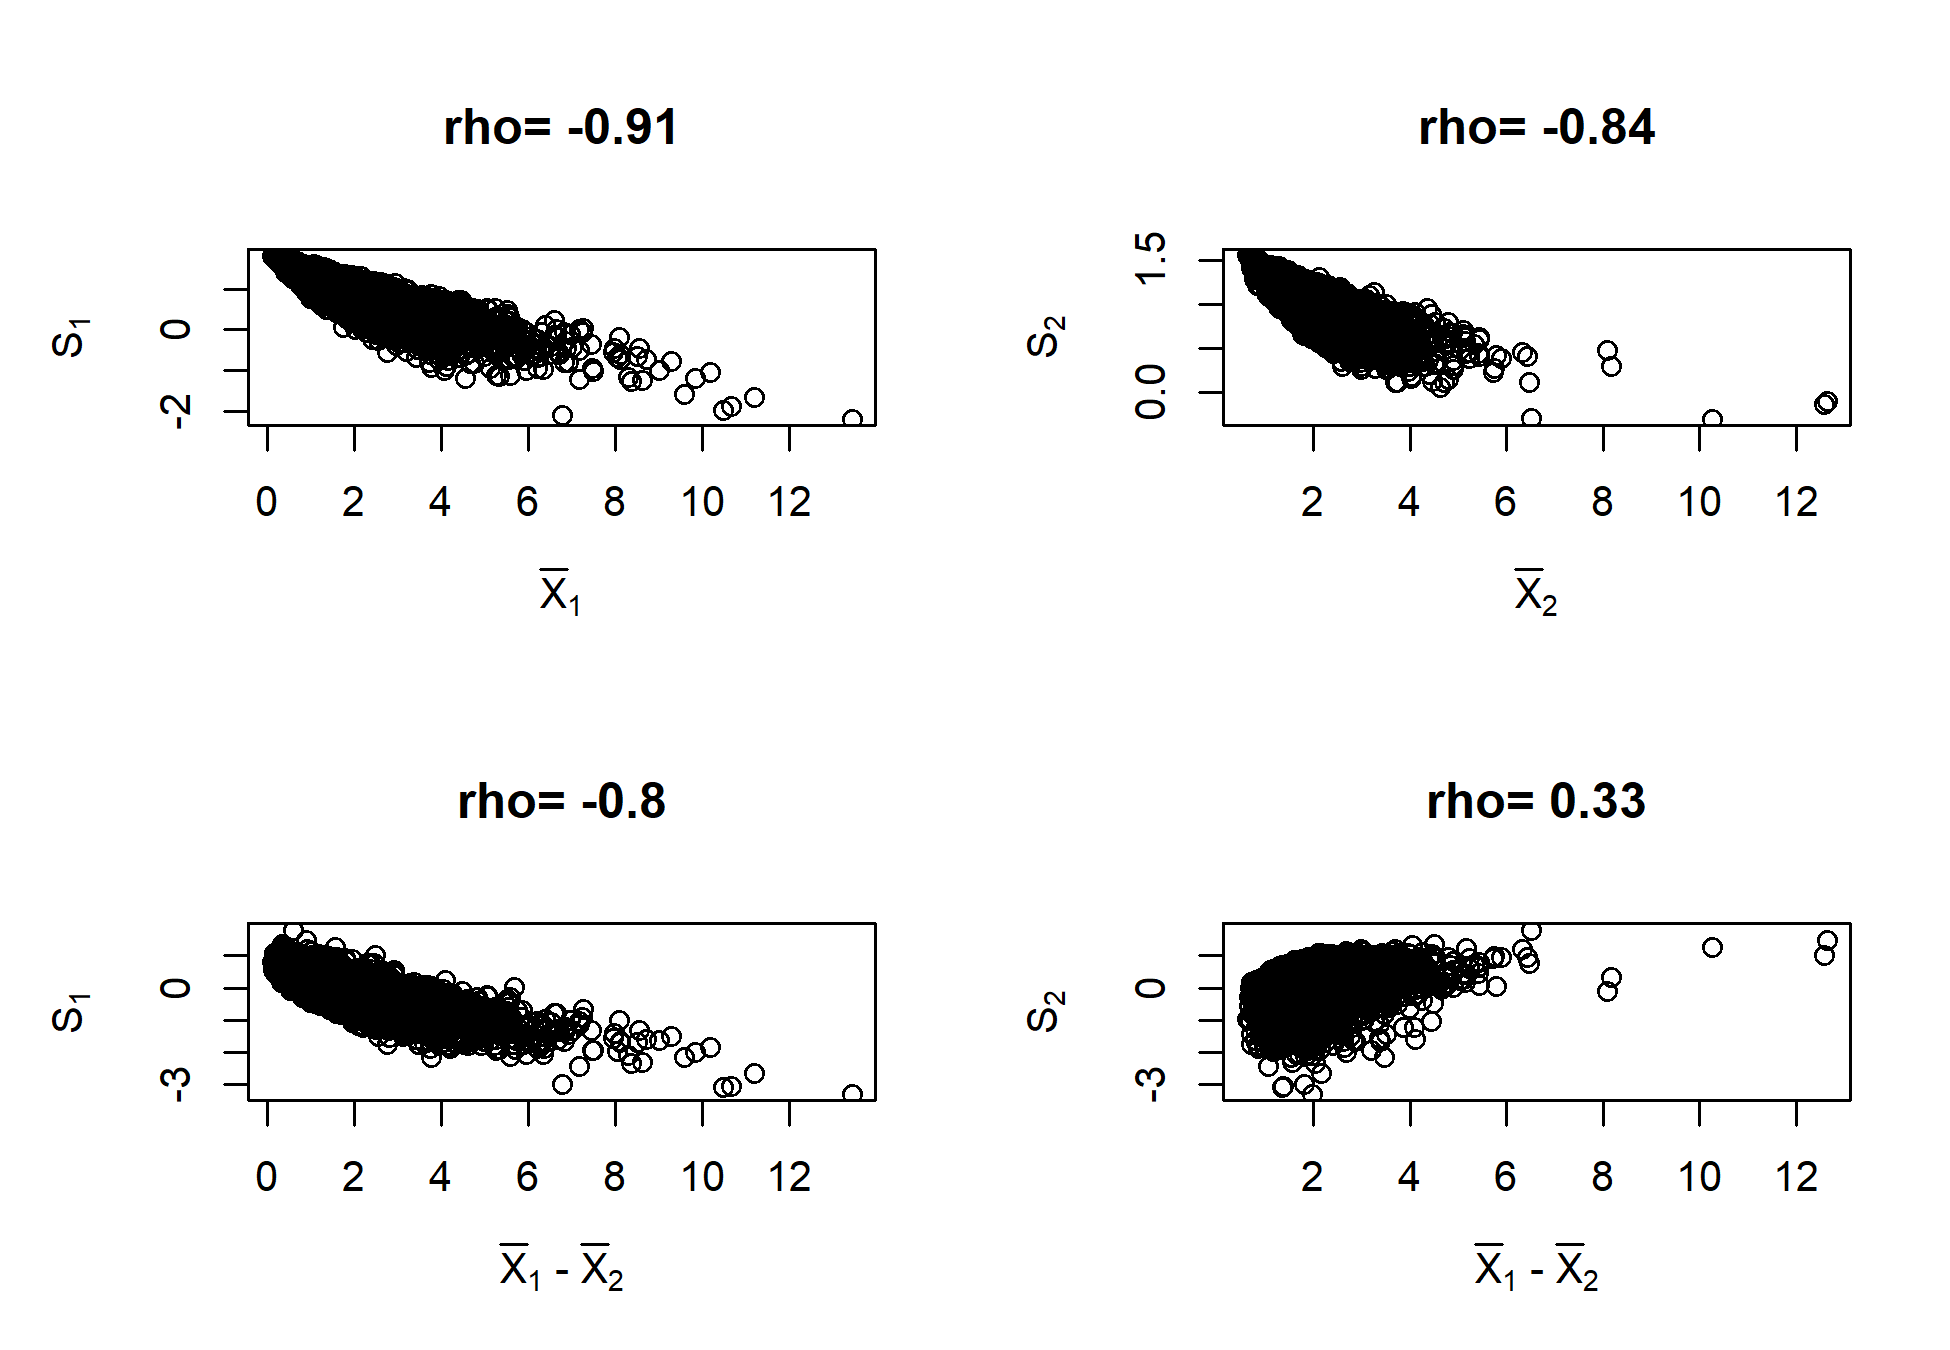 rho= -0.91
S₁
0
-2
0 2 4 6 8 10 12
X̅₁
rho= -0.84
S₂
1.5
0.0
2 4 6 8 10 12
X̅₂
rho= -0.8
S₁
0
-3
0 2 4 6 8 10 12
X̅₁ - X̅₂
rho= 0.33
S₂
0
-3
2 4 6 8 10 12
X̅₁ - X̅₂